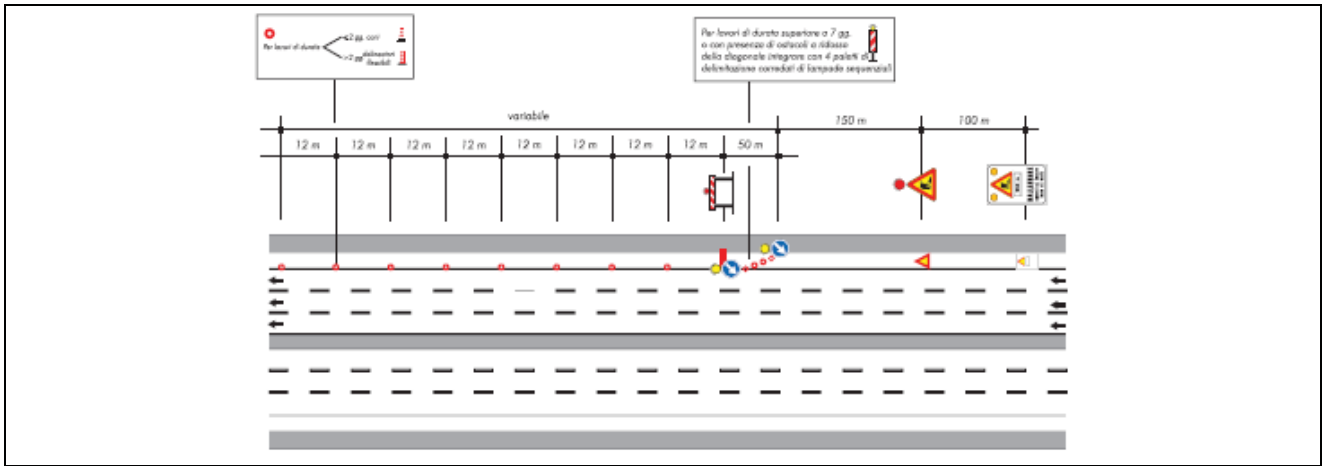 Per lavori di durata
≤2 gg. coni
>2 gg. delineatori
flessibili
Per lavori di durata superiore a 7 gg.
o con presenza di ostacoli a ridosso
della diagonale integrare con 4 paletti di
delimitazione corredati di lampade sequenziali
variabile
150 m
100 m
12 m
12 m
12 m
12 m
12 m
12 m
12 m
12 m
50 m